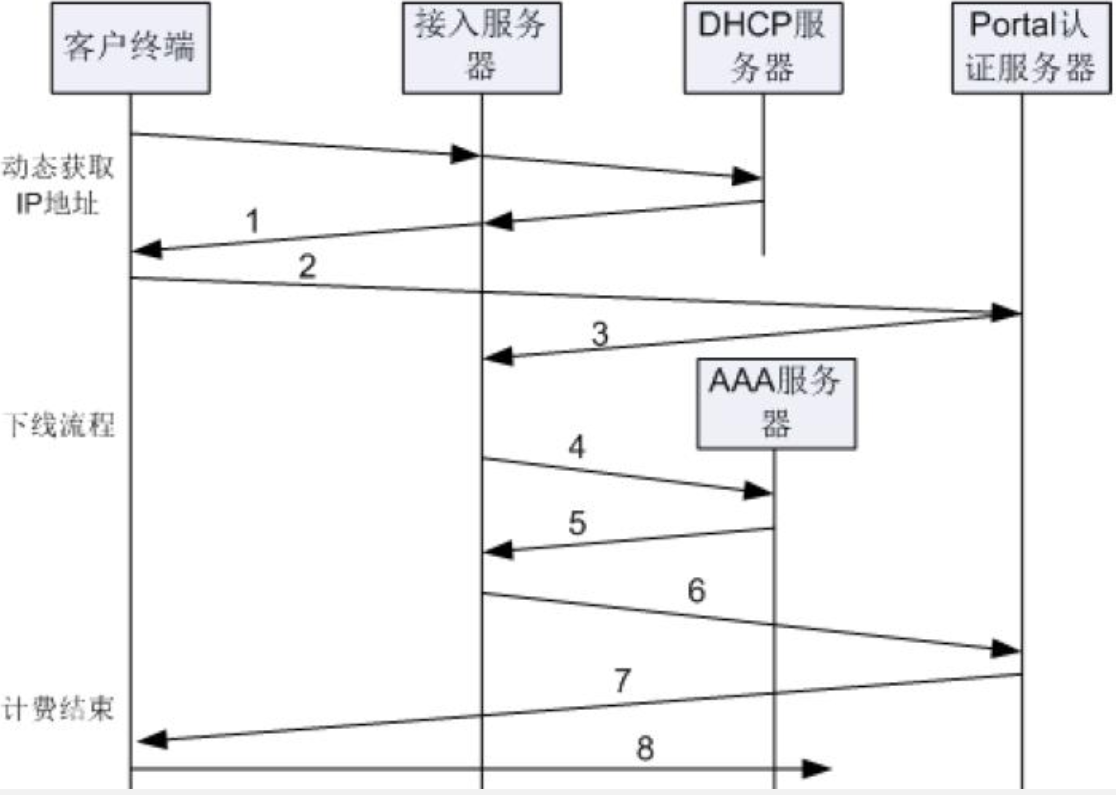 客户终端
接入服务
器
DHCP服
务器
Portal认
证服务器
动态获取
IP地址
1
2
3
AAA服务
器
下线流程
4
5
6
7
计费结束
8